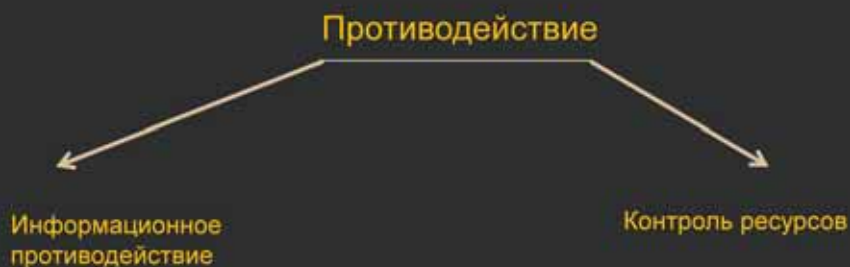 Противодействие
Информационное
противодействие
Контроль ресурсов